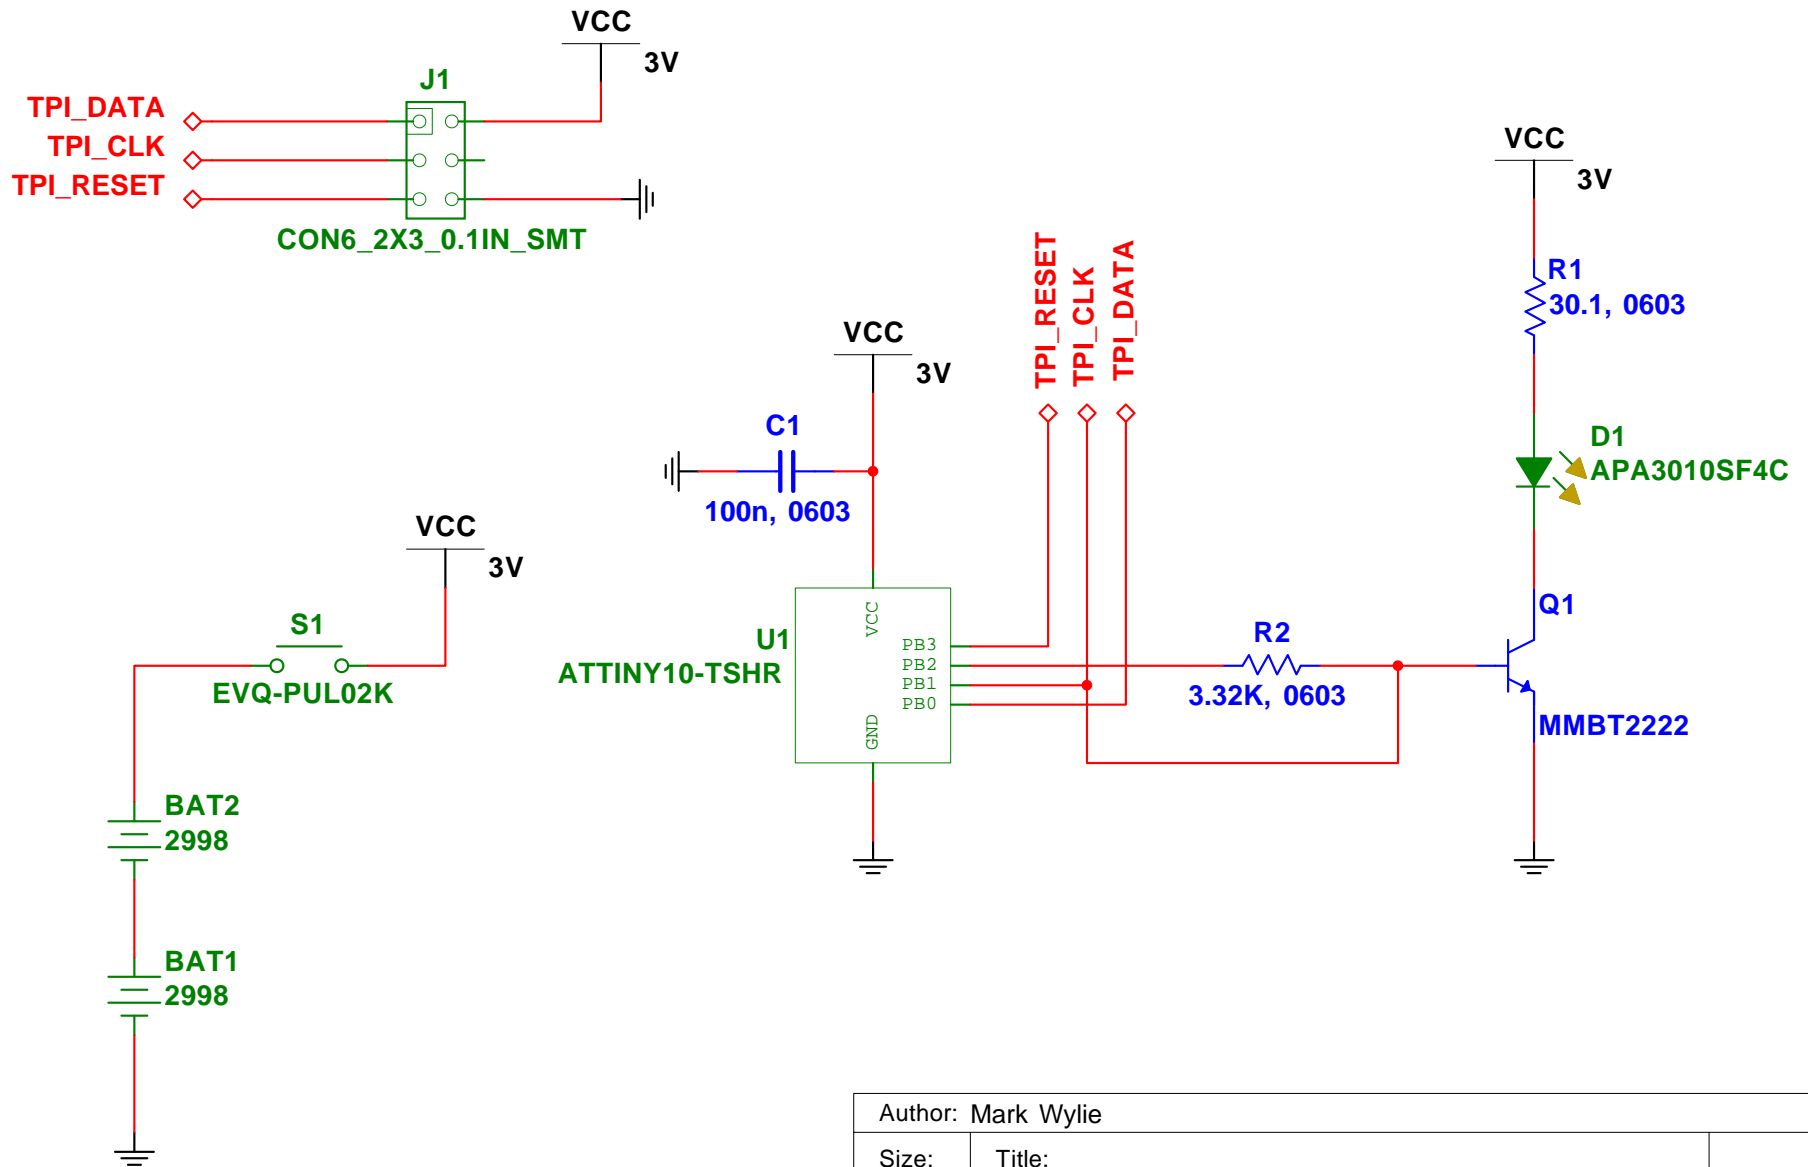 VCC
3V
J1
TPI_DATA
TPI_CLK
TPI_RESET
CON6_2X3_0.1IN_SMT
VCC
3V
R1
30.1, 0603
TPI_RESET
TPI_CLK
TPI_DATA
VCC
3V
C1
100n, 0603
D1
APA3010SF4C
VCC
3V
S1
EVQ-PUL02K
U1
ATTINY10-TSHR
VCC
GND
PB3
PB2
PB1
PB0
R2
3.32K, 0603
Q1
MMBT2222
BAT2
2998
BAT1
2998
Author: Mark Wylie
Size: Title: